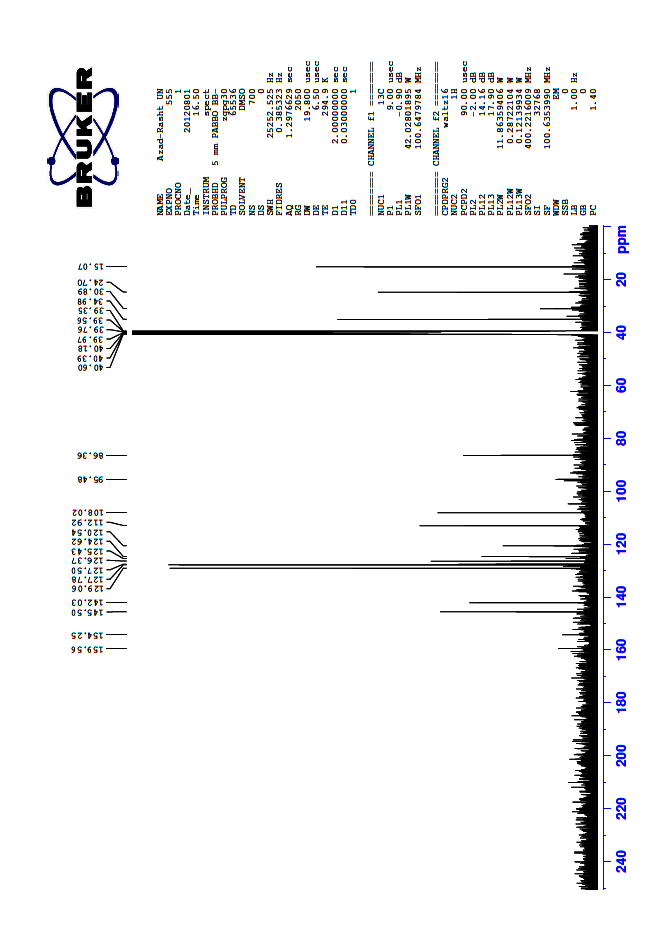 BRUKER
NAME Azad-Rasht UN
EXPNO 555
PROCNO 1
Date_ 20120801
Time 16.50
INSTRUM spect
PROBHD 5 mm PABBO BB-
PULPROG zgpg30
TD 65536
SOLVENT DMSO
NS 700
DS 0
SWH 25252.525 Hz
FIDRES 0.385323 Hz
AQ 1.2976629 sec
RG 2050
DW 19.800 usec
DE 6.50 usec
TE 294.9 K
D1 2.00000000 sec
D11 0.03000000 sec
TD0 1
======== CHANNEL f1 ========
NUC1 13C
P1 9.00 usec
PL1 -0.90 dB
PL1W 42.02801895 W
SFO1 100.6479784 MHz
======== CHANNEL f2 ========
CPDPRG2 waltz16
NUC2 1H
PCPD2 90.00 usec
PL2 -2.00 dB
PL12 14.16 dB
PL13 17.90 dB
PL2W 11.86359406 W
PL12W 0.28722104 W
PL13W 0.12139934 W
SFO2 400.2216009 MHz
SI 32768
SF 100.6353990 MHz
WDW EM
SSB 0
LB 1.00 Hz
GB 0
PC 1.40
15.07
24.70
30.89
34.98
39.35
39.56
39.76
39.97
40.18
40.39
40.60
86.36
95.48
108.02
112.92
120.54
124.62
125.43
126.37
127.50
127.78
129.06
142.03
145.50
154.25
159.56
ppm
20
40
60
80
100
120
140
160
180
200
220
240